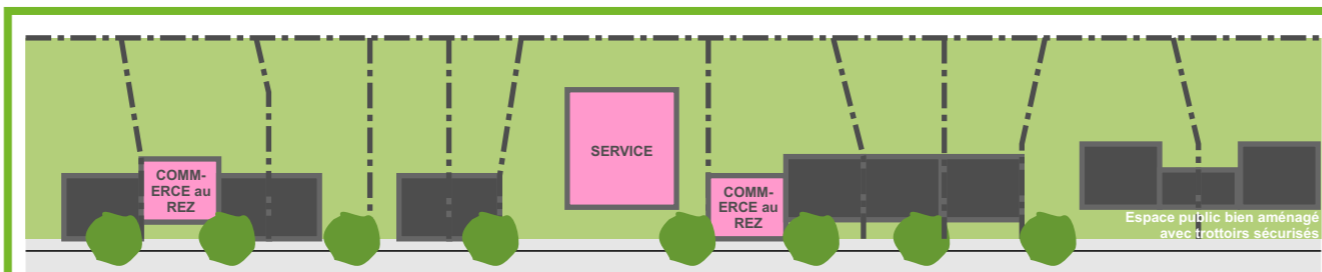 COMM-
ERCE au
REZ
SERVICE
COMM-
ERCE au
REZ
Espace public bien aménagé
avec trottoirs sécurisés